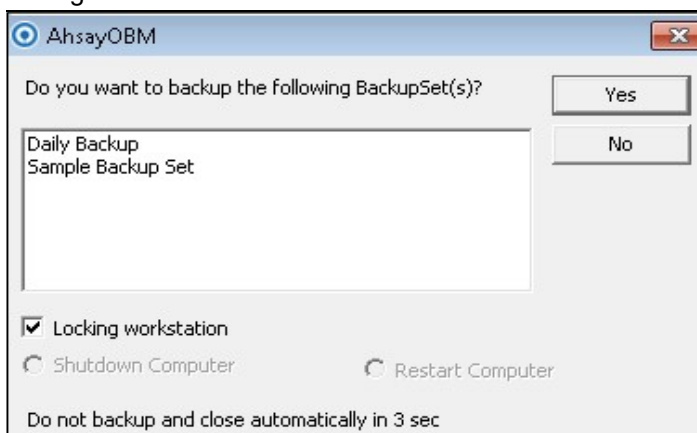 AhsayOBM
Do you want to backup the following BackupSet(s)?
Yes
No
Daily Backup
Sample Backup Set
Locking workstation
Shutdown Computer
Restart Computer
Do not backup and close automatically in 3 sec